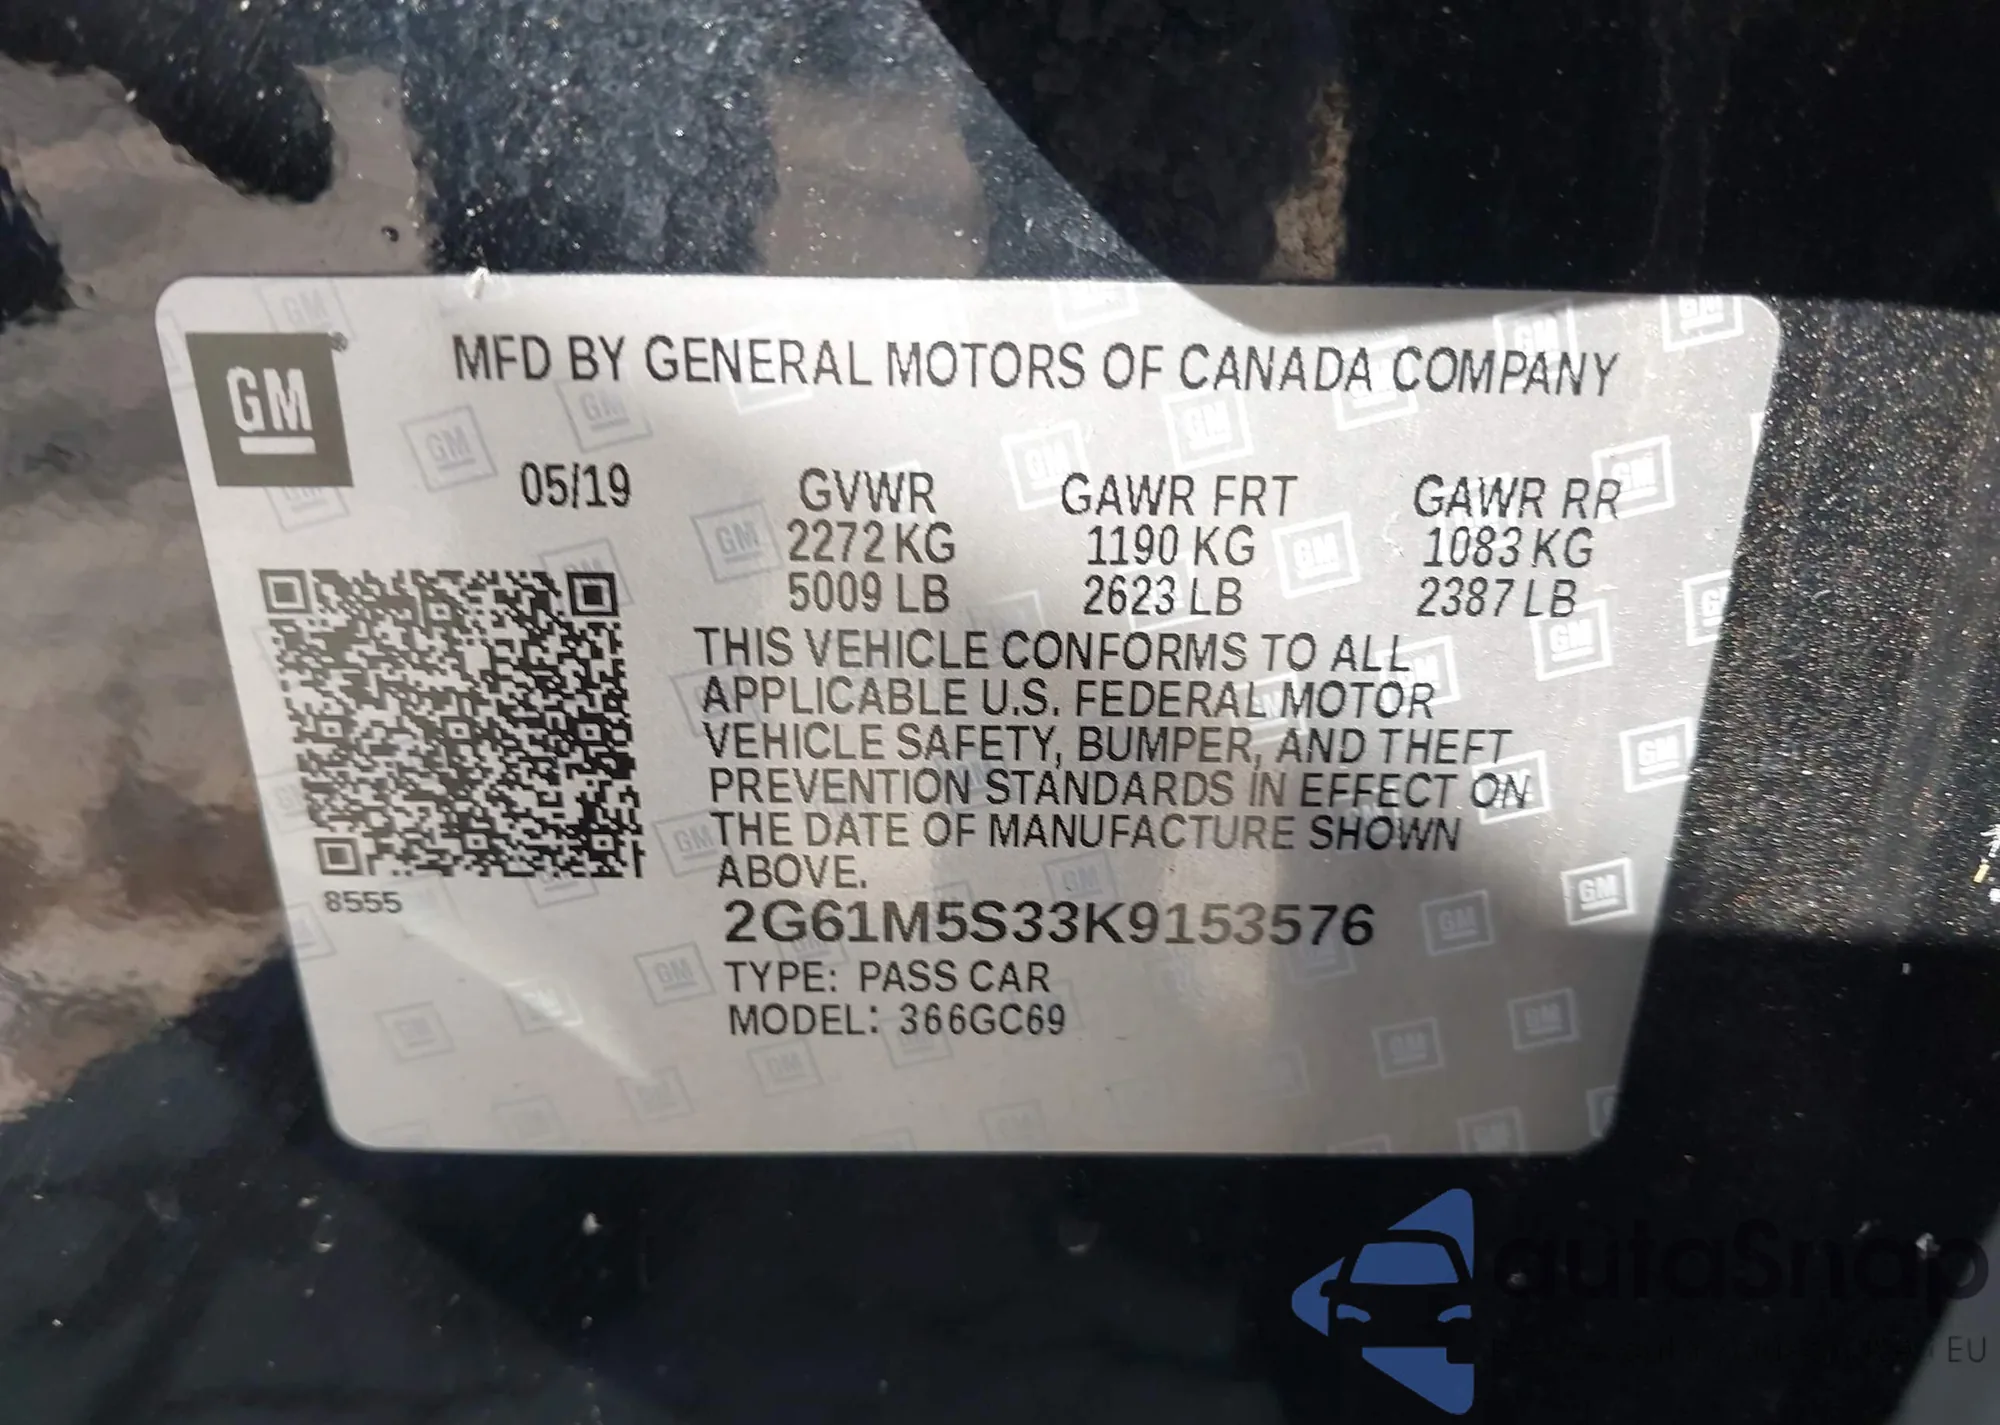 GM
MFD BY GENERAL MOTORS OF CANADA COMPANY
05/19
GVWR GAWR FRT GAWR RR
2272 KG 1190 KG 1083 KG
5009 LB 2623 LB 2387 LB
THIS VEHICLE CONFORMS TO ALL
APPLICABLE U.S. FEDERAL MOTOR
VEHICLE SAFETY, BUMPER, AND THEFT
PREVENTION STANDARDS IN EFFECT ON
THE DATE OF MANUFACTURE SHOWN
ABOVE.
8555
2G61M5S33K9153576
TYPE: PASS CAR
MODEL: 366GC69
autoSnap
EU